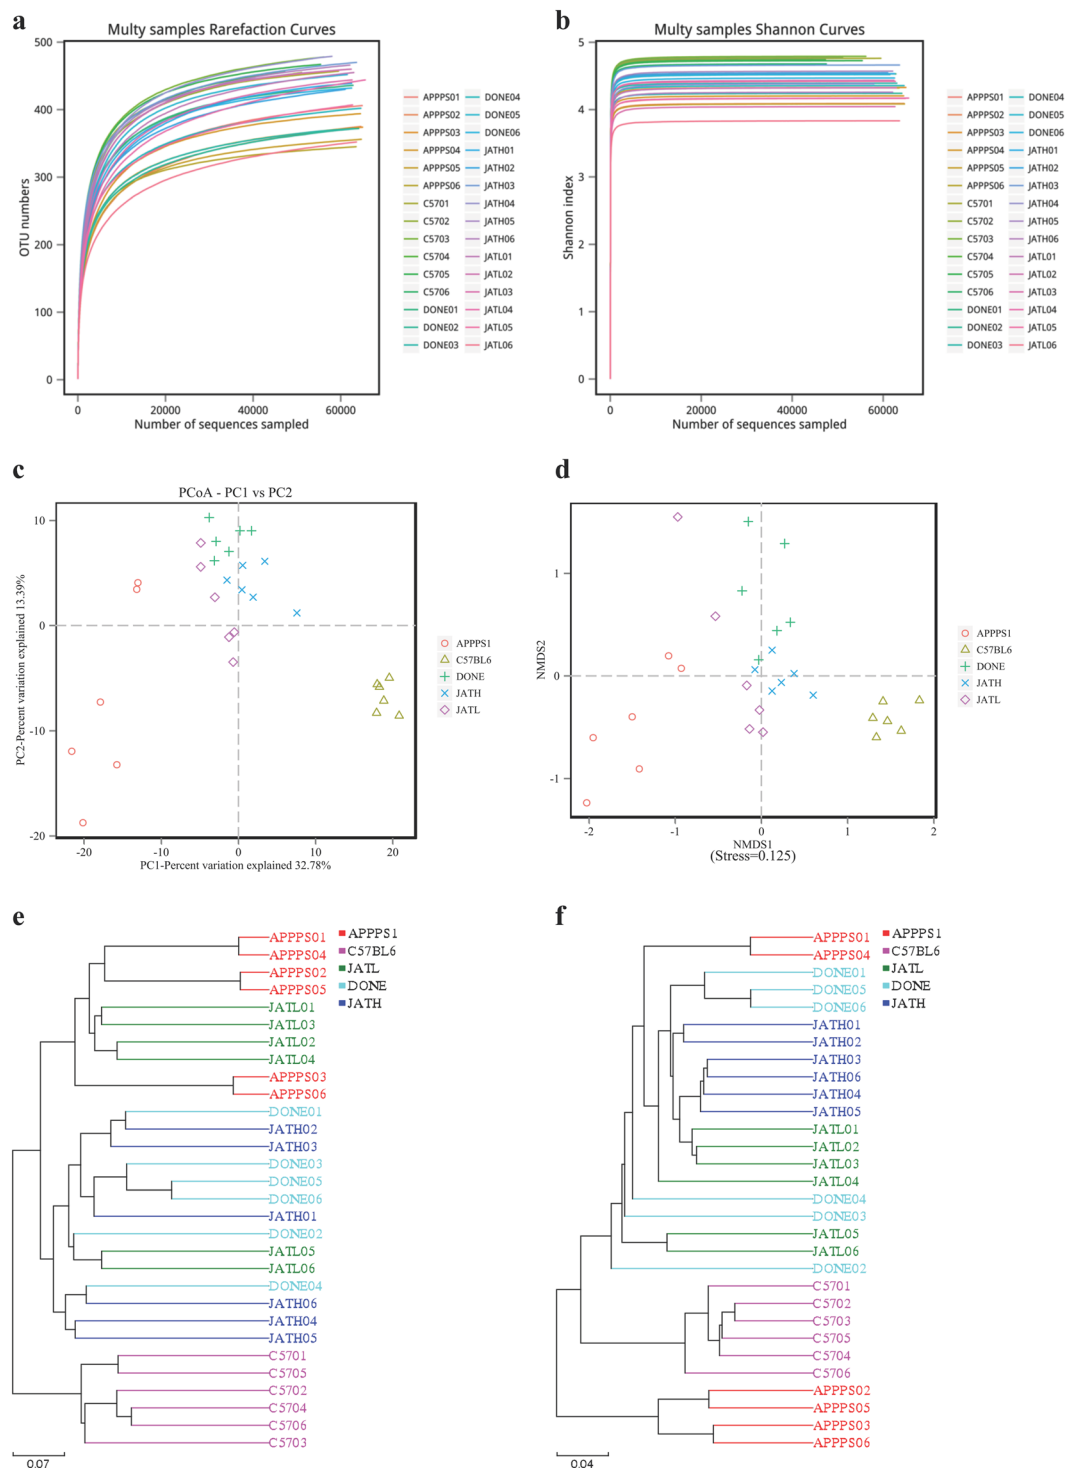 a
Multy samples Rarefaction Curves
500
400
300
200
100
0
OTU numbers
0
20000
40000
60000
Number of sequences sampled
APPPS01
APPPS02
APPPS03
APPPS04
APPPS05
APPPS06
C5701
C5702
C5703
C5704
C5705
C5706
DONE01
DONE02
DONE03
DONE04
DONE05
DONE06
JATH01
JATH02
JATH03
JATH04
JATH05
JATH06
JATL01
JATL02
JATL03
JATL04
JATL05
JATL06
b
Multy samples Shannon Curves
5
4
3
2
1
0
Shannon index
0
20000
40000
60000
Number of sequences sampled
APPPS01
APPPS02
APPPS03
APPPS04
APPPS05
APPPS06
C5701
C5702
C5703
C5704
C5705
C5706
DONE01
DONE02
DONE03
DONE04
DONE05
DONE06
JATH01
JATH02
JATH03
JATH04
JATH05
JATH06
JATL01
JATL02
JATL03
JATL04
JATL05
JATL06
c
PCoA - PC1 vs PC2
10
0
-10
-20
PC2-Percent variation explained 13.39%
-20
-10
0
10
20
PC1-Percent variation explained 32.78%
APPPS1
C57BL6
DONE
JATH
JATL
d
1
0
-1
NMDS2
-2
-1
0
1
2
NMDS1
(Stress=0.125)
APPPS1
C57BL6
DONE
JATH
JATL
e
APPPS01
APPPS04
APPPS02
APPPS05
JATL01
JATL03
JATL02
JATL04
APPPS03
APPPS06
DONE01
JATH02
JATH03
DONE03
DONE05
DONE06
JATH01
DONE02
JATL05
JATL06
DONE04
JATH06
JATH04
JATH05
C5701
C5705
C5702
C5704
C5706
C5703
0.07
APPPS1
C57BL6
JATL
DONE
JATH
f
APPPS01
APPPS04
DONE01
DONE05
DONE06
JATH01
JATH02
JATH03
JATH06
JATH04
JATH05
JATL01
JATL02
JATL03
JATL04
DONE04
DONE03
JATL05
JATL06
DONE02
C5701
C5702
C5703
C5705
C5704
C5706
APPPS02
APPPS05
APPPS03
APPPS06
0.04
APPPS1
C57BL6
JATL
DONE
JATH